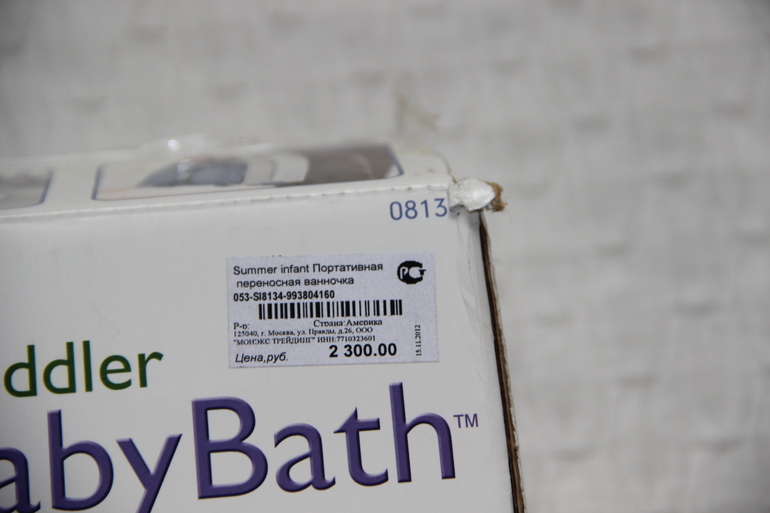 0813
Summer infant Портативная
переносная ванночка
053-SI8134-993804160
Р-п: Страна:Америка
125040, г. Москва, ул. Правды, д.26, ООО
"МОНЭКС ТРЕЙДИНГ" ИНН:7710323601
Цена,руб. 2 300.00
15.11.2012
ddler
abyBath™